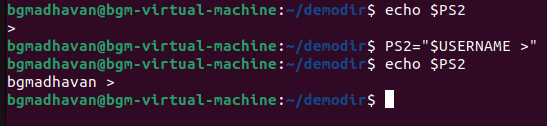 bgmadhavan@bgm-virtual-machine:~/demodir$ echo $PS2
>
bgmadhavan@bgm-virtual-machine:~/demodir$ PS2="$USERNAME >"
bgmadhavan@bgm-virtual-machine:~/demodir$ echo $PS2
bgmadhavan >
bgmadhavan@bgm-virtual-machine:~/demodir$